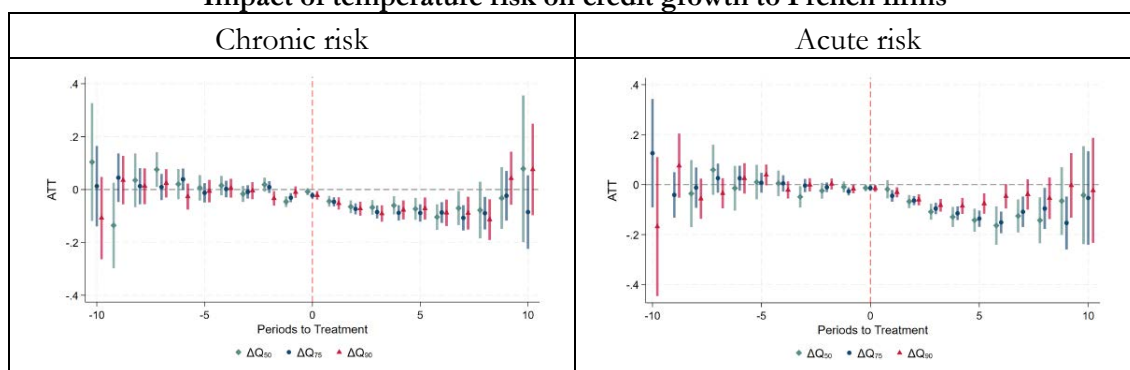 Impact of temperature risk on credit growth to French firms
Chronic risk
Acute risk
.4
.2
0
-.2
-.4
ATT
-10
-5
0
5
10
Periods to Treatment
ΔQ50 ΔQ75 ΔQ90
.4
.2
0
-.2
-.4
ATT
-10
-5
0
5
10
Periods to Treatment
ΔQ50 ΔQ75 ΔQ90